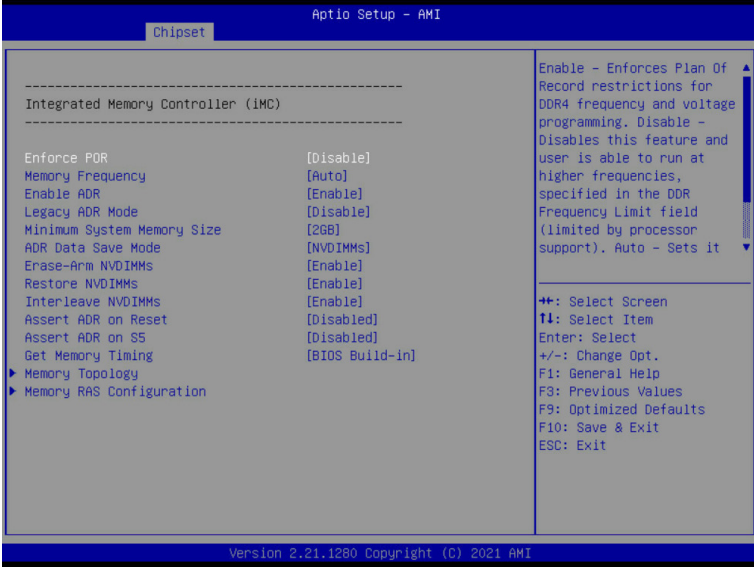 Aptio Setup - AMI
Chipset
--------------------------------------------------
Integrated Memory Controller (iMC)
--------------------------------------------------
Enforce POR [Disable]
Memory Frequency [Auto]
Enable ADR [Enable]
Legacy ADR Mode [Disable]
Minimum System Memory Size [2GB]
ADR Data Save Mode [NVDIMMs]
Erase-Arm NVDIMMs [Enable]
Restore NVDIMMs [Enable]
Interleave NVDIMMs [Enable]
Assert ADR on Reset [Disabled]
Assert ADR on S5 [Disabled]
Get Memory Timing [BIOS Build-in]
Memory Topology
Memory RAS Configuration
Enable - Enforces Plan Of
Record restrictions for
DDR4 frequency and voltage
programming. Disable -
Disables this feature and
user is able to run at
higher frequencies,
specified in the DDR
Frequency Limit field
(limited by processor
support). Auto - Sets it
→←: Select Screen
↑↓: Select Item
Enter: Select
+/-: Change Opt.
F1: General Help
F3: Previous Values
F9: Optimized Defaults
F10: Save & Exit
ESC: Exit
Version 2.21.1280 Copyright (C) 2021 AMI